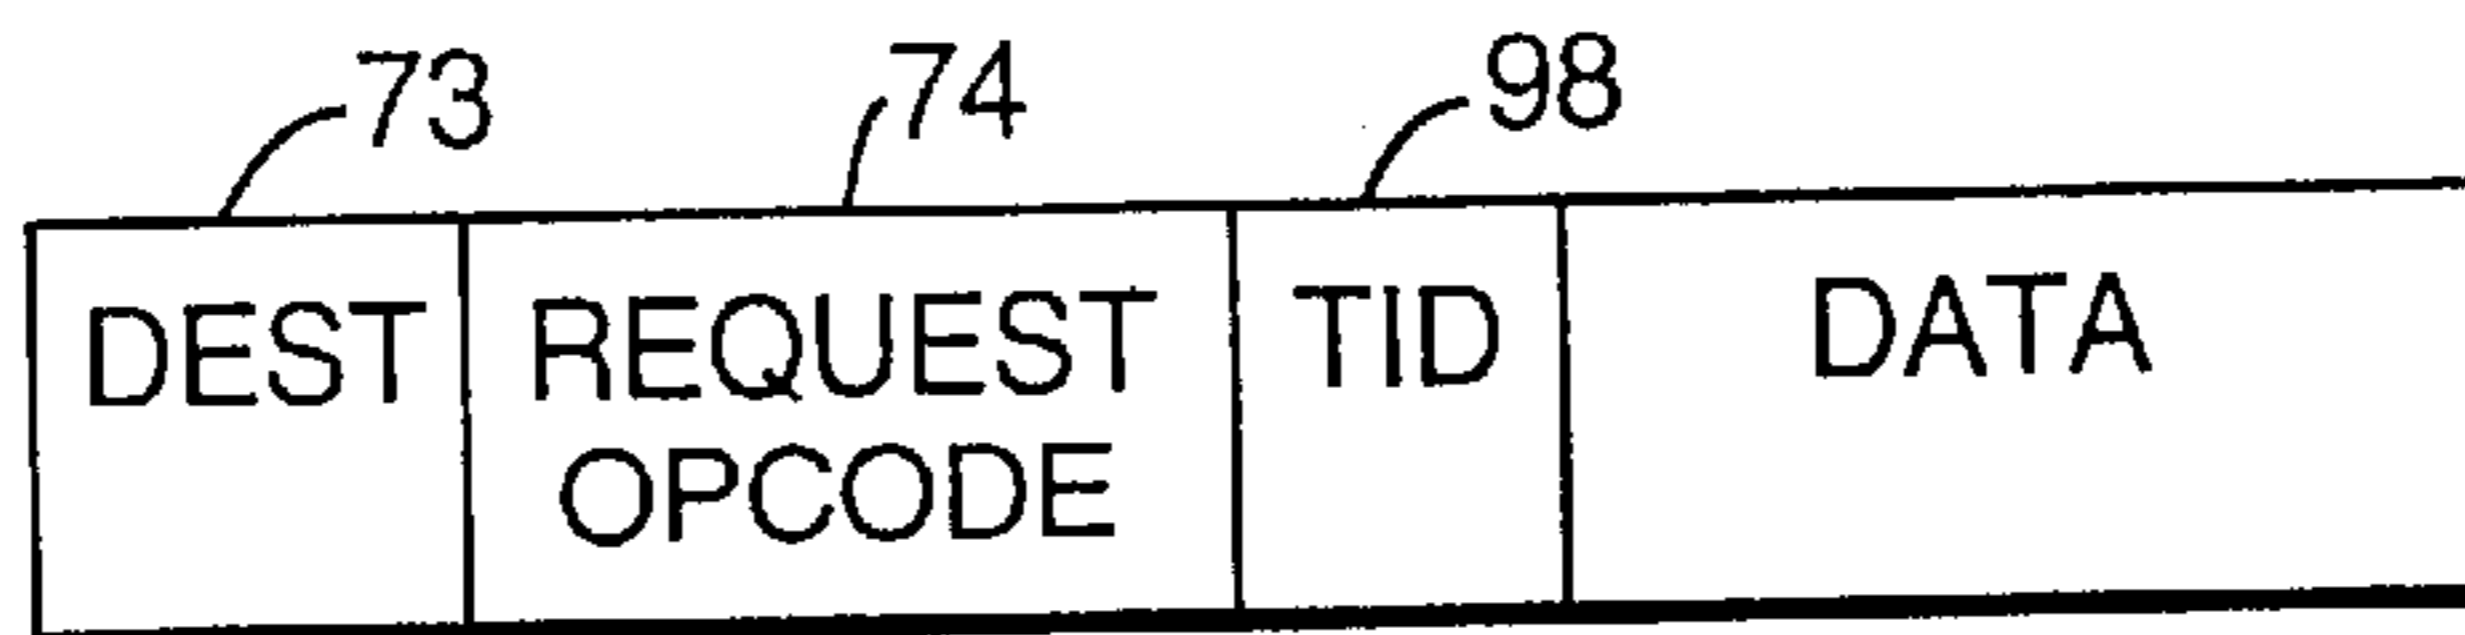 73 74 98
DEST REQUEST TID DATA
OPCODE